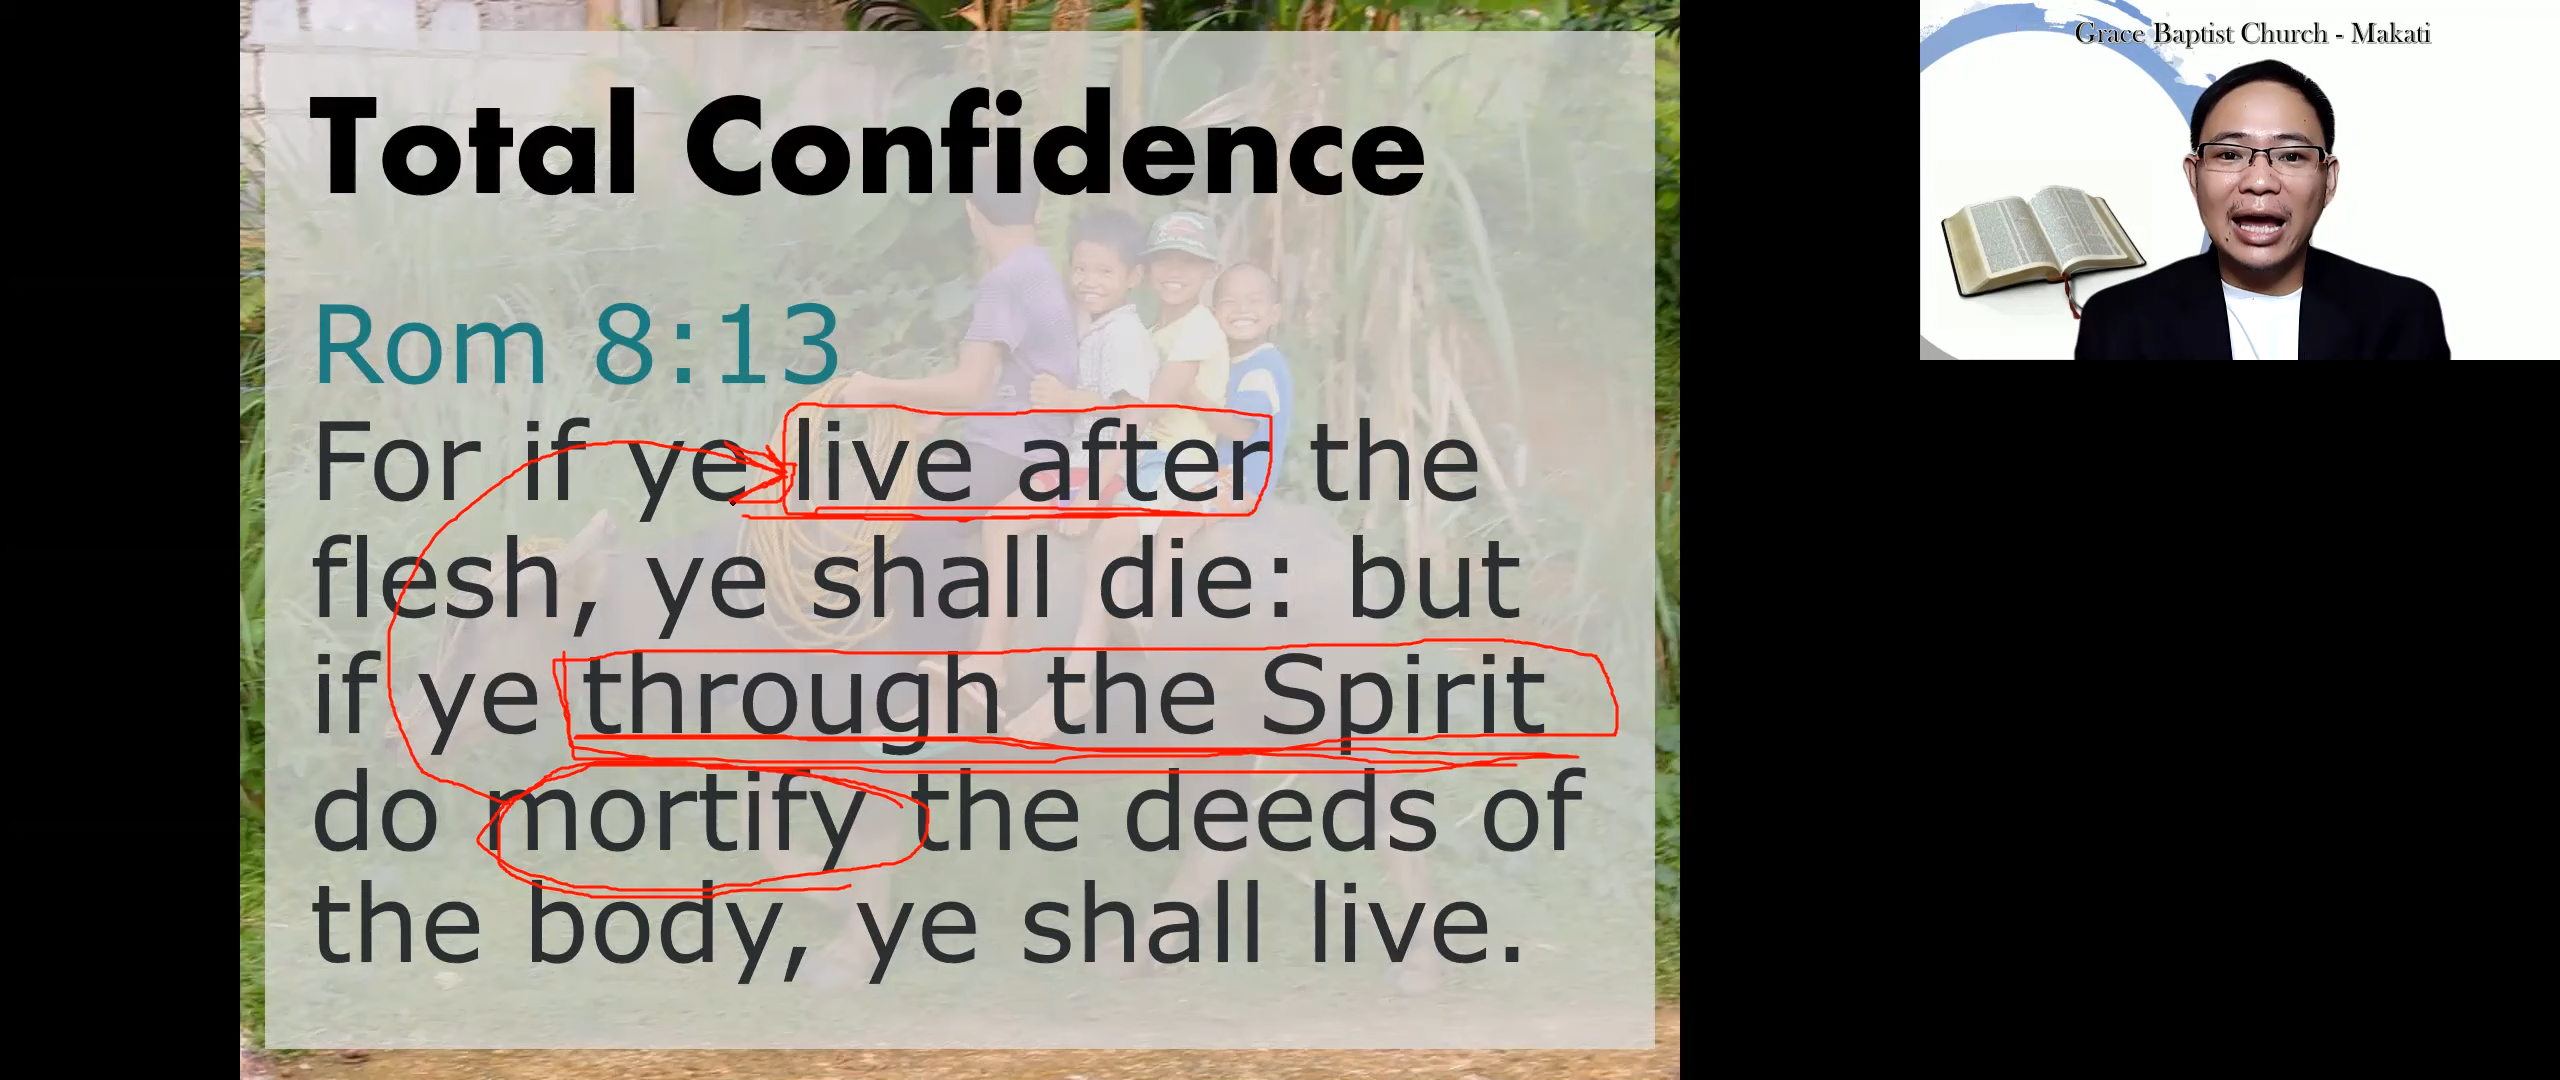 Total Confidence
Rom 8:13
For if ye live after the
flesh, ye shall die: but
if ye through the Spirit
do mortify the deeds of
the body, ye shall live.
Grace Baptist Church - Makati